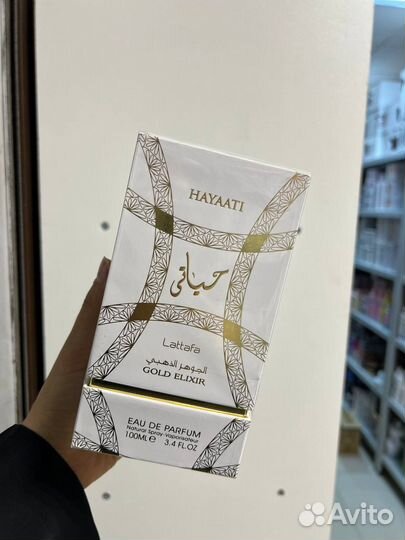 HAYAATI
حياتي
Lattafa
الجوهر الذهبي
GOLD ELIXIR
EAU DE PARFUM
Natural Spray-Vaporisateur
100ML℮ 3.4 FL.OZ
Avito